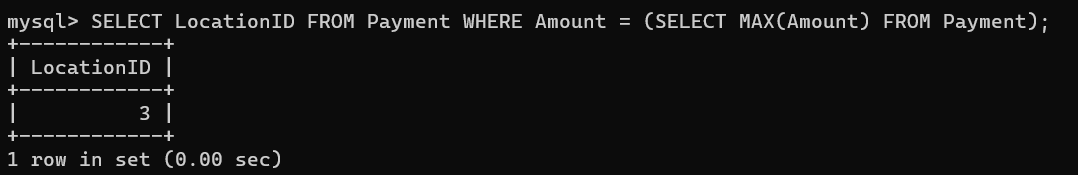 mysql> SELECT LocationID FROM Payment WHERE Amount = (SELECT MAX(Amount) FROM Payment);
+------------+
| LocationID |
+------------+
|          3 |
+------------+
1 row in set (0.00 sec)